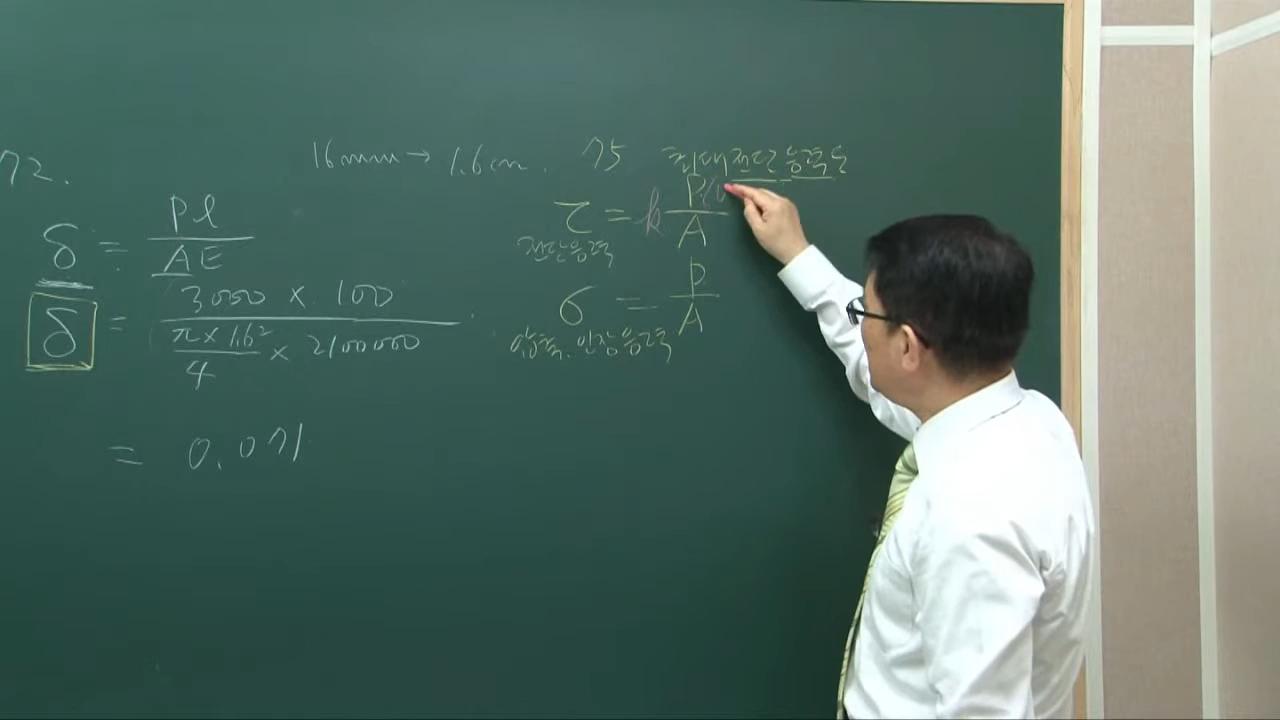 72.
δ = Pl / AE
δ = 3000 × 100 / (π × 1.6² / 4 × 2100000)
= 0.071
16mm → 1.6cm.
75 최대전단응력도
τ = k P(v / A
전단응력
σ = P / A
압축. 인장응력